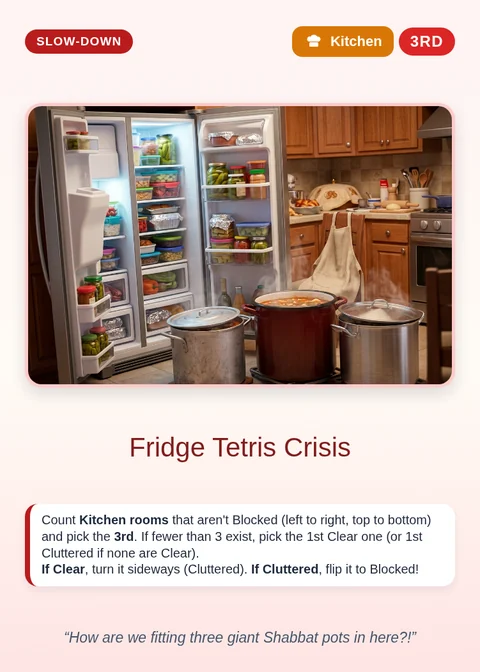 SLOW-DOWN
Kitchen
3RD
Fridge Tetris Crisis
Count Kitchen rooms that aren't Blocked (left to right, top to bottom)
and pick the 3rd. If fewer than 3 exist, pick the 1st Clear one (or 1st
Cluttered if none are Clear).
If Clear, turn it sideways (Cluttered). If Cluttered, flip it to Blocked!
“How are we fitting three giant Shabbat pots in here?!”